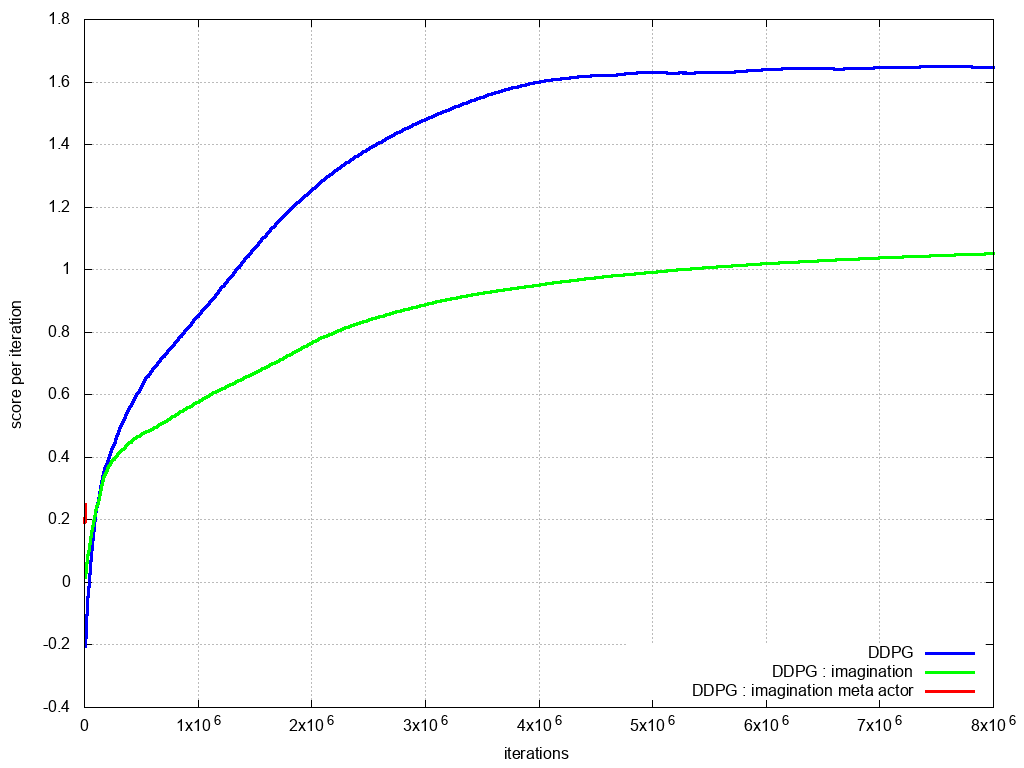 1.8
1.6
1.4
1.2
1
0.8
0.6
0.4
0.2
0
-0.2
-0.4
score per iteration
DDPG
DDPG : imagination
DDPG : imagination meta actor
0 1x10^6 2x10^6 3x10^6 4x10^6 5x10^6 6x10^6 7x10^6 8x10^6
iterations